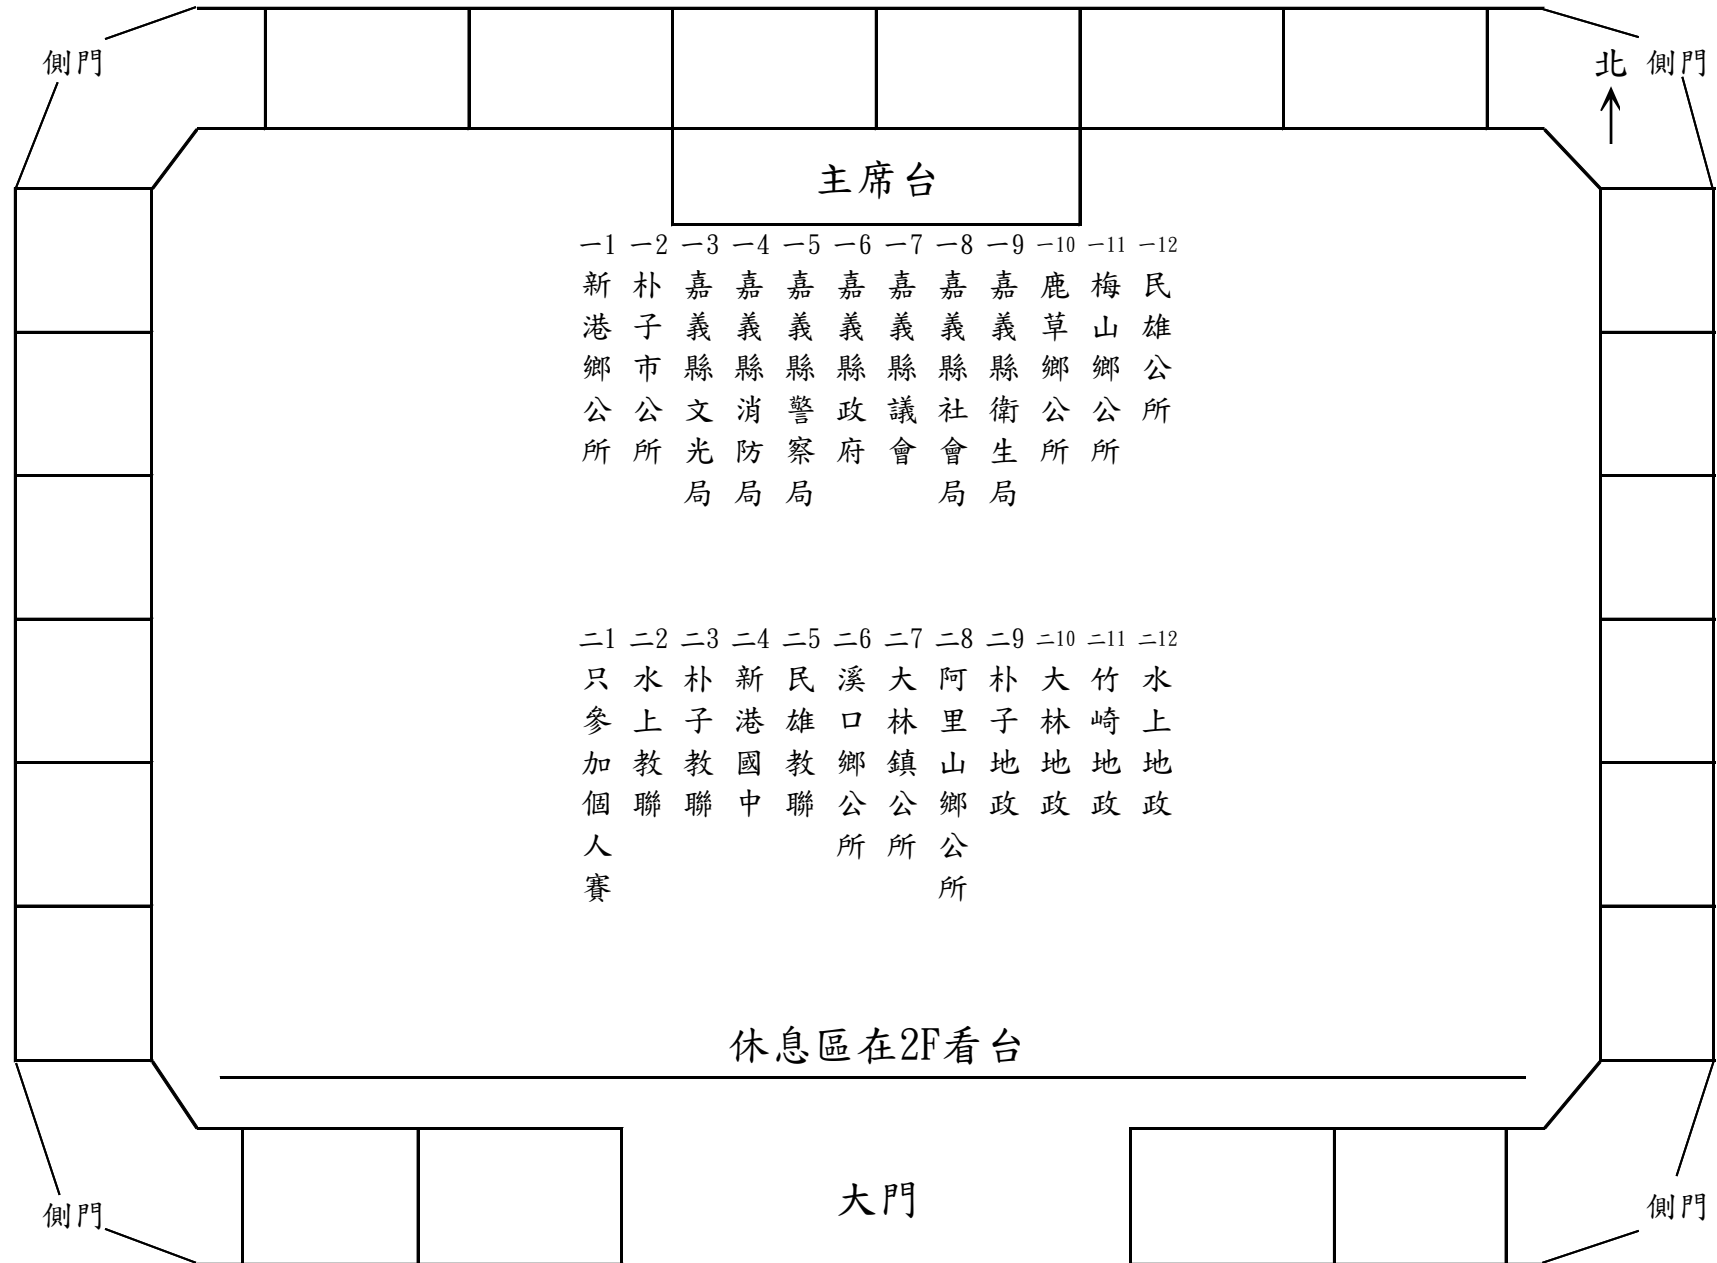 側門
北
側門
主席台
一1
新港鄉公所
一2
朴子市公所
一3
嘉義縣文光局
一4
嘉義縣消防局
一5
嘉義縣警察局
一6
嘉義縣政府
一7
嘉義縣議會
一8
嘉義縣社會局
一9
嘉義縣衛生局
一10
鹿草鄉公所
一11
梅山鄉公所
一12
民雄公所
二1
只參加個人賽
二2
水上教聯
二3
朴子教聯
二4
新港國中
二5
民雄教聯
二6
溪口鄉公所
二7
大林鎮公所
二8
阿里山鄉公所
二9
朴子地政
二10
大林地政
二11
竹崎地政
二12
水上地政
休息區在2F看台
側門
大門
側門